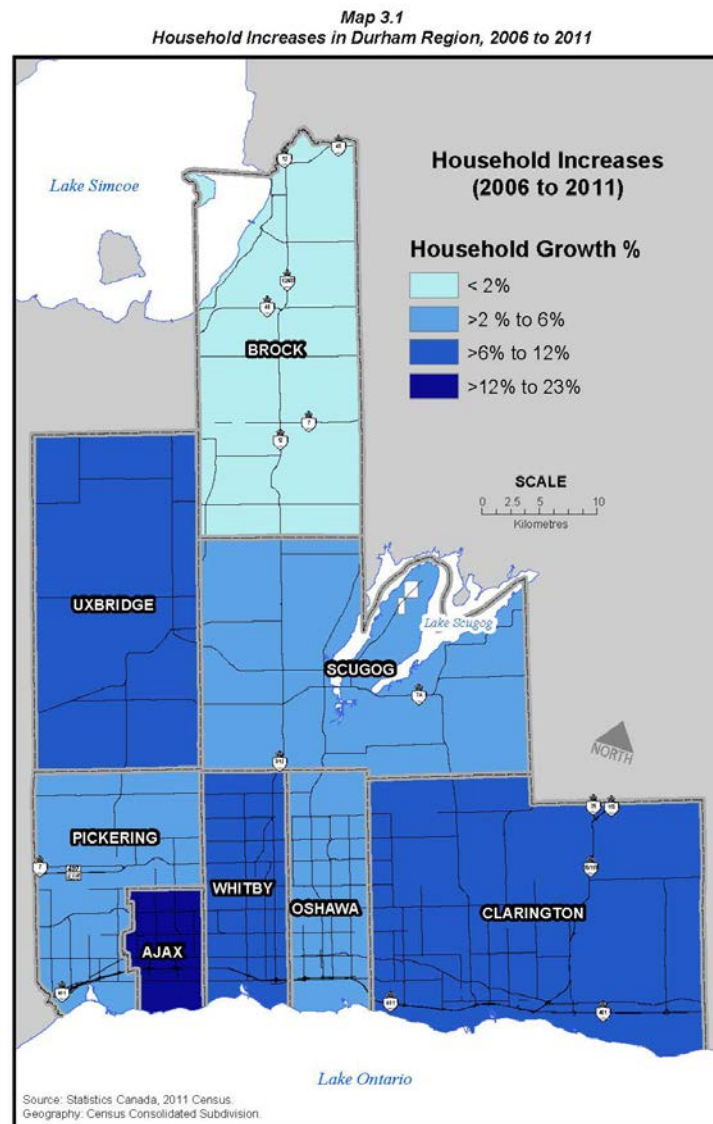 Map 3.1
Household Increases in Durham Region, 2006 to 2011
Household Increases
(2006 to 2011)
Lake Simcoe
Household Growth %
< 2%
>2 % to 6%
>6% to 12%
>12% to 23%
BROCK
SCALE
0 2.5 5 10
Kilometres
UXBRIDGE
Lake Scugog
SCUGOG
7A
NORTH
PICKERING
WHITBY
OSHAWA
CLARINGTON
AJAX
Lake Ontario
Source: Statistics Canada, 2011 Census.
Geography: Census Consolidated Subdivision.